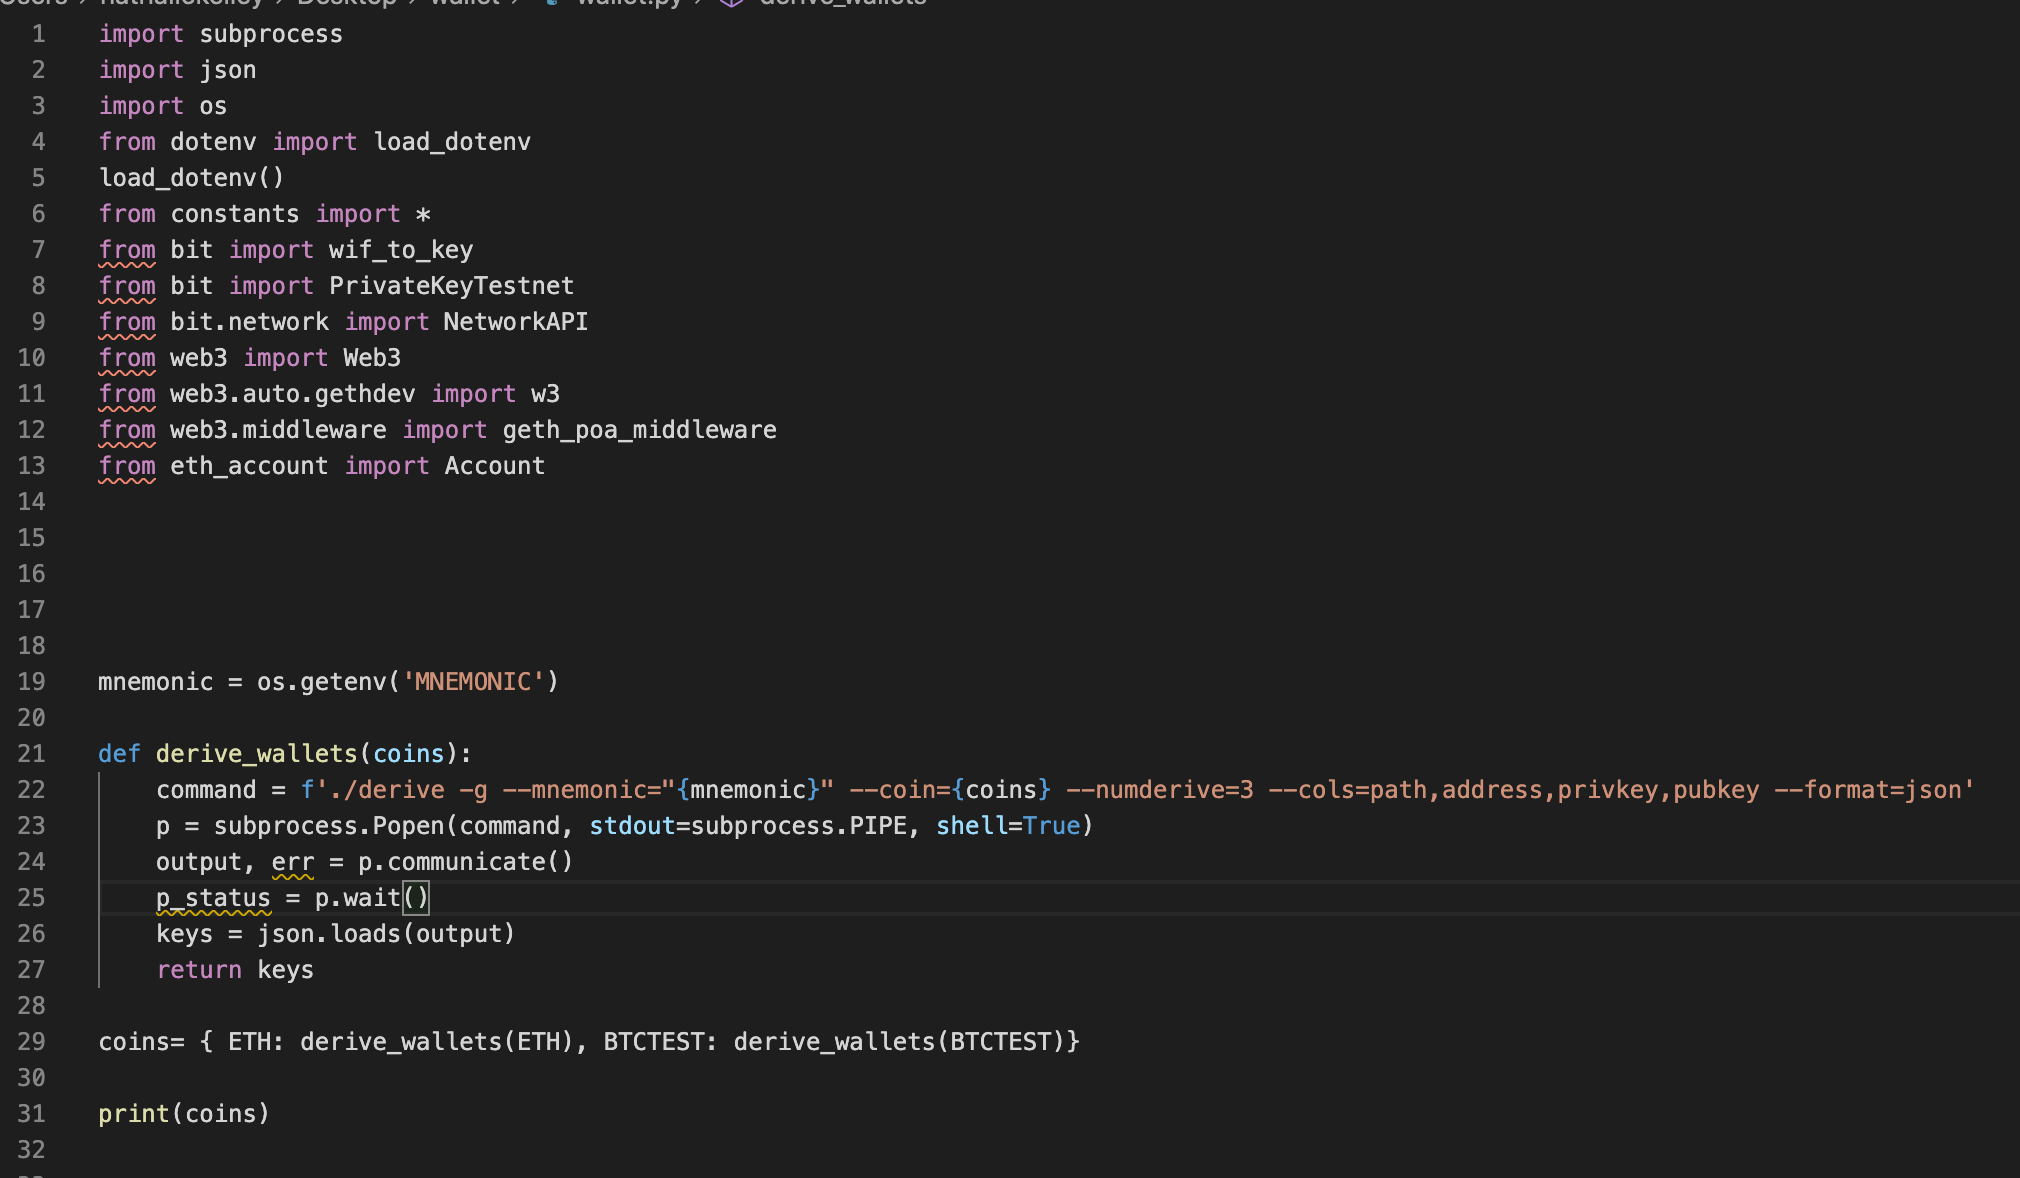 wallet.py derive_wallets
1 import subprocess
2 import json
3 import os
4 from dotenv import load_dotenv
5 load_dotenv()
6 from constants import *
7 from bit import wif_to_key
8 from bit import PrivateKeyTestnet
9 from bit.network import NetworkAPI
10 from web3 import Web3
11 from web3.auto.gethdev import w3
12 from web3.middleware import geth_poa_middleware
13 from eth_account import Account
14
15
16
17
18
19 mnemonic = os.getenv('MNEMONIC')
20
21 def derive_wallets(coins):
22     command = f'./derive -g --mnemonic="{mnemonic}" --coin={coins} --numderive=3 --cols=path,address,privkey,pubkey --format=json'
23     p = subprocess.Popen(command, stdout=subprocess.PIPE, shell=True)
24     output, err = p.communicate()
25     p_status = p.wait()
26     keys = json.loads(output)
27     return keys
28
29 coins= { ETH: derive_wallets(ETH), BTCTEST: derive_wallets(BTCTEST)}
30
31 print(coins)
32